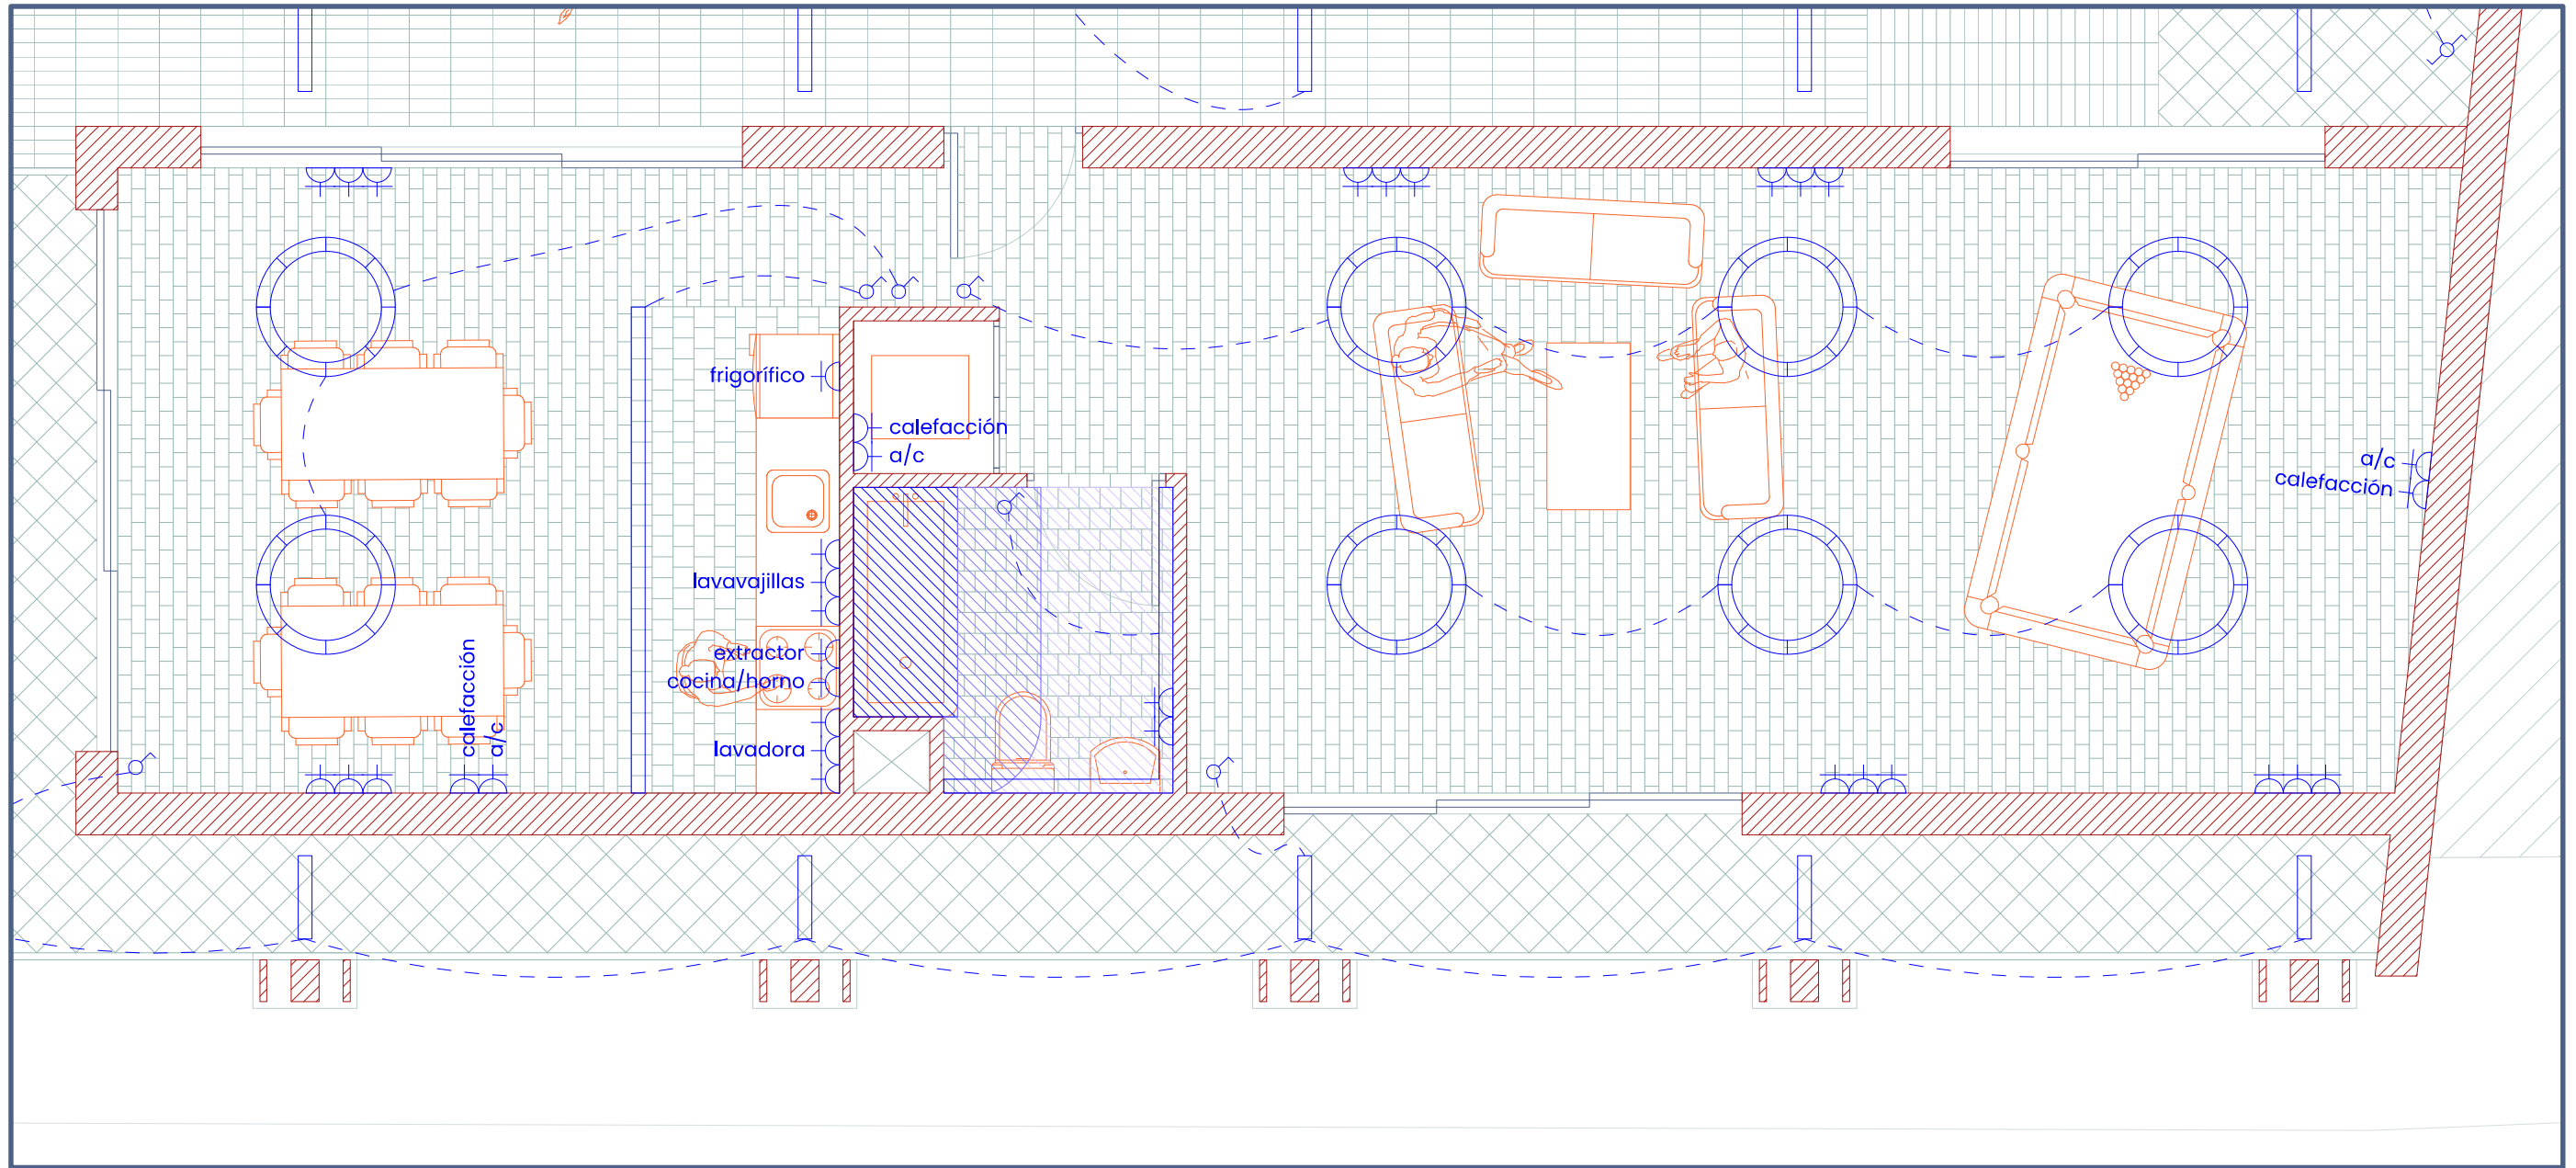 frigorífico
calefacción
a/c
lavavajillas
extractor
cocina/horno
lavadora
calefacción
a/c
a/c
calefacción